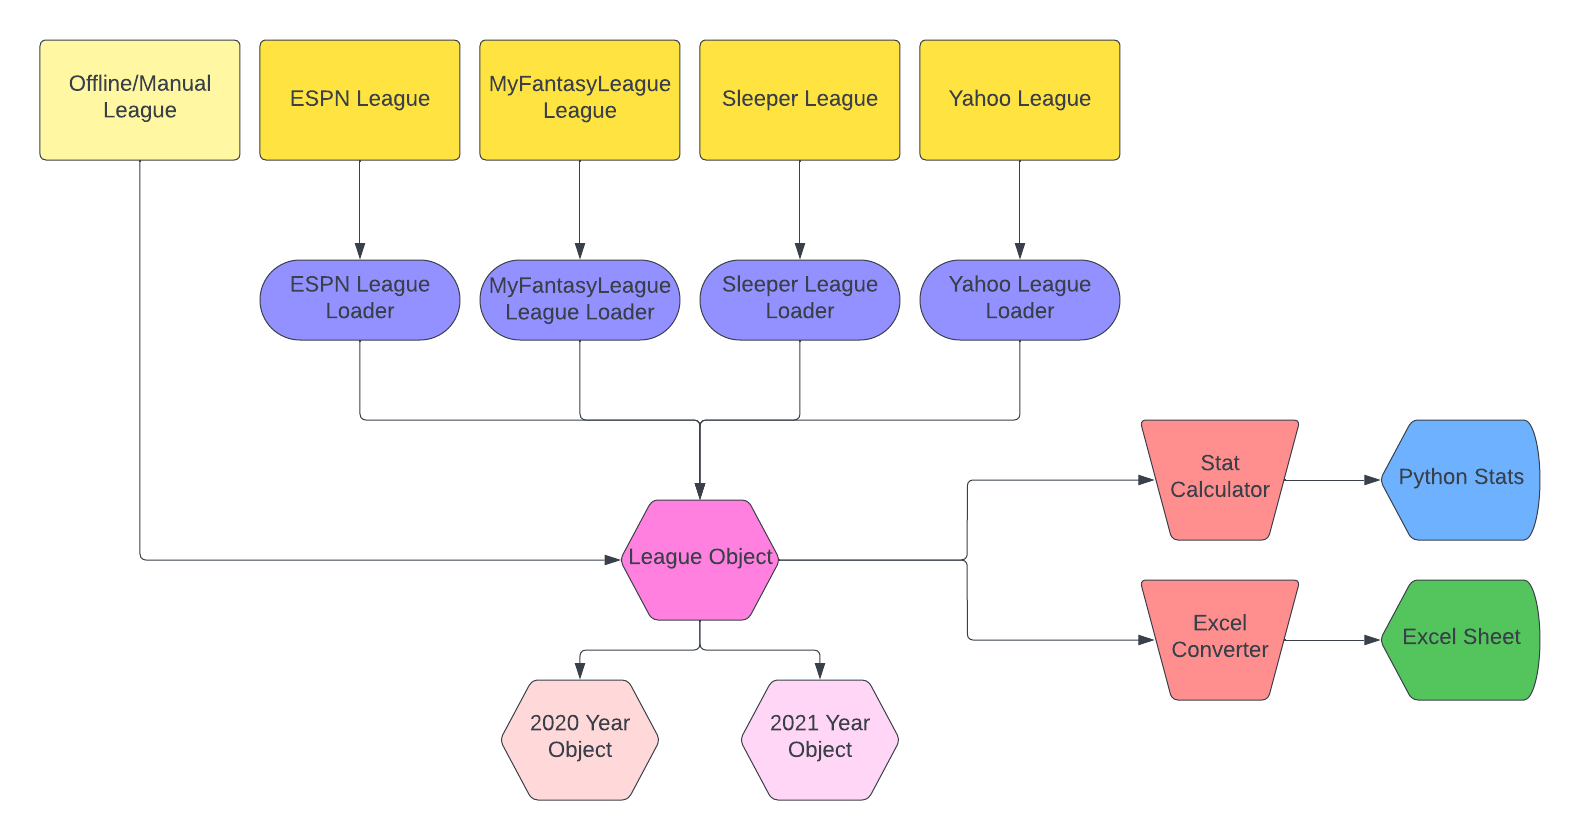 Offline/Manual
League
ESPN League
MyFantasyLeague
League
Sleeper League
Yahoo League
ESPN League
Loader
MyFantasyLeague
League Loader
Sleeper League
Loader
Yahoo League
Loader
Stat
Calculator
Python Stats
League Object
Excel
Converter
Excel Sheet
2020 Year
Object
2021 Year
Object